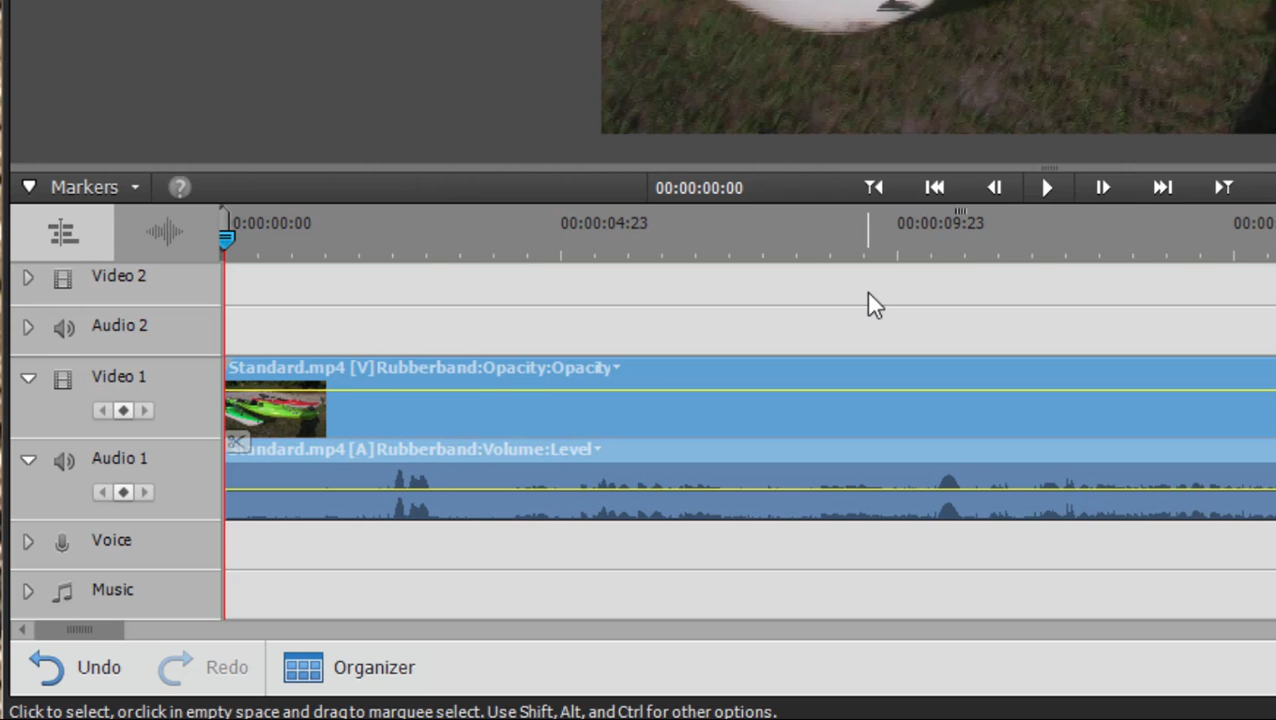 Markers ? 00:00:00:00
0:00:00:00 00:00:04:23 00:00:09:23 00:00
Video 2
Audio 2
Standard.mp4 [V]Rubberband:Opacity:Opacity
Video 1
tandard.mp4 [A]Rubberband:Volume:Level
Audio 1
Voice
Music
Undo Redo Organizer
Click to select, or click in empty space and drag to marquee select. Use Shift, Alt, and Ctrl for other options.